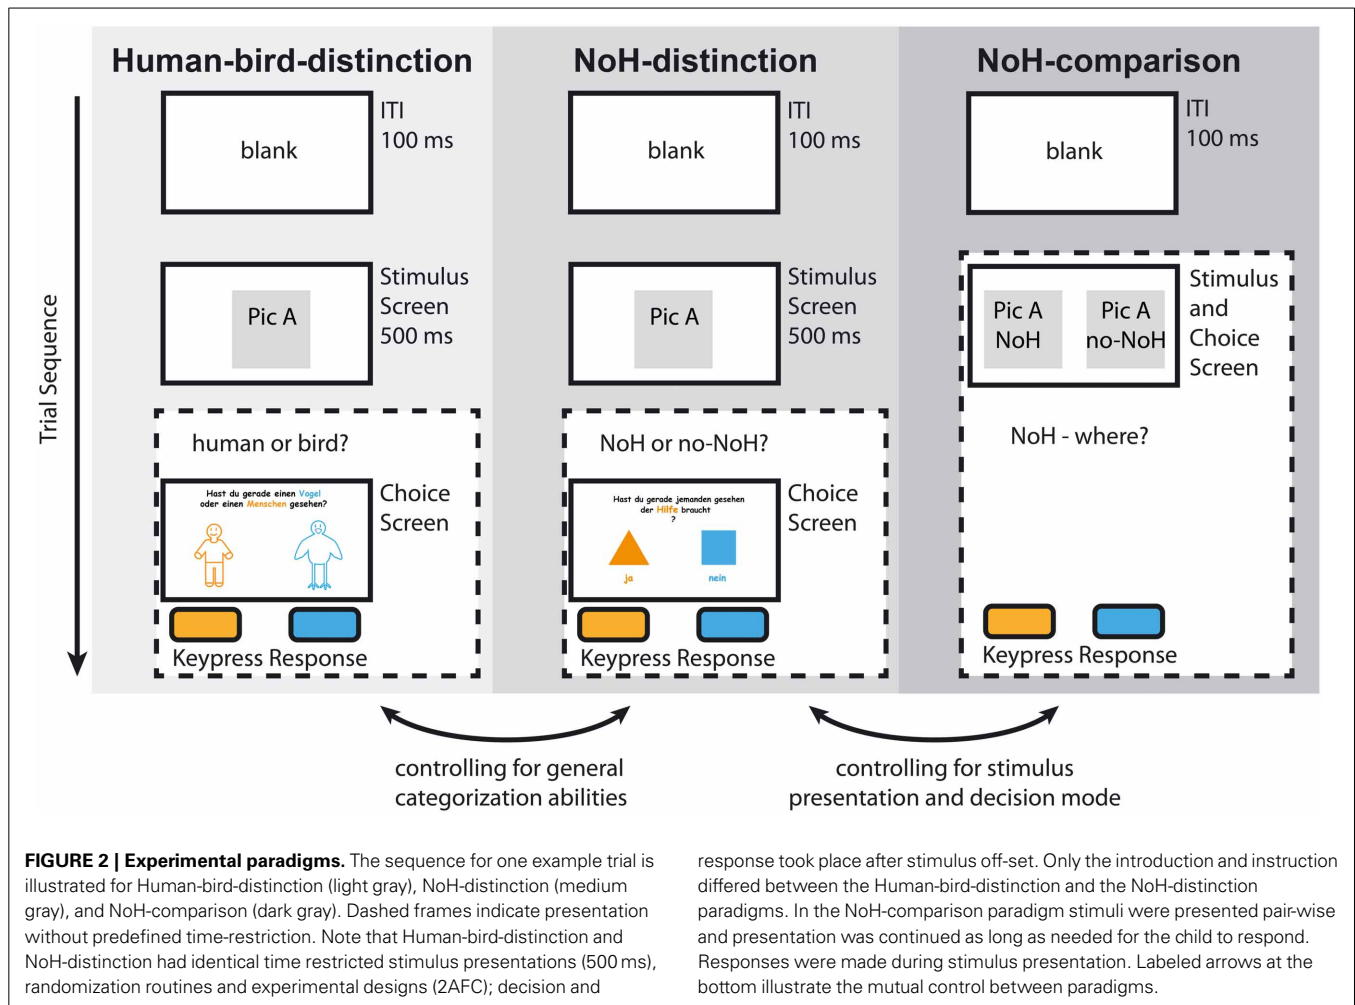 Human-bird-distinction
NoH-distinction
NoH-comparison
Trial Sequence
blank
ITI
100 ms
Pic A
Stimulus
Screen
500 ms
human or bird?
Hast du gerade einen Vogel
oder einen Menschen gesehen?
Choice
Screen
Keypress Response
blank
ITI
100 ms
Pic A
Stimulus
Screen
500 ms
NoH or no-NoH?
Hast du gerade jemanden gesehen
der Hilfe braucht
?
ja
nein
Choice
Screen
Keypress Response
blank
ITI
100 ms
Pic A
NoH
Pic A
no-NoH
Stimulus
and
Choice
Screen
NoH - where?
Keypress Response
controlling for general
categorization abilities
controlling for stimulus
presentation and decision mode
FIGURE 2 | Experimental paradigms. The sequence for one example trial is
illustrated for Human-bird-distinction (light gray), NoH-distinction (medium
gray), and NoH-comparison (dark gray). Dashed frames indicate presentation
without predefined time-restriction. Note that Human-bird-distinction and
NoH-distinction had identical time restricted stimulus presentations (500 ms),
randomization routines and experimental designs (2AFC); decision and
response took place after stimulus off-set. Only the introduction and instruction
differed between the Human-bird-distinction and the NoH-distinction
paradigms. In the NoH-comparison paradigm stimuli were presented pair-wise
and presentation was continued as long as needed for the child to respond.
Responses were made during stimulus presentation. Labeled arrows at the
bottom illustrate the mutual control between paradigms.